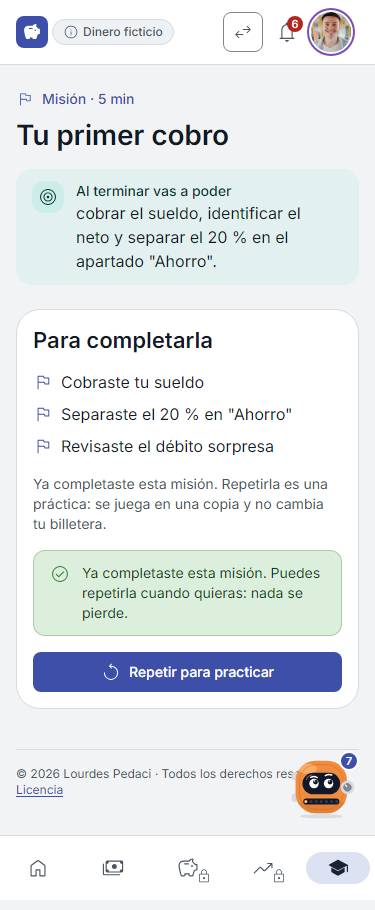 Dinero ficticio
6
Misión · 5 min
Tu primer cobro
Al terminar vas a poder
cobrar el sueldo, identificar el
neto y separar el 20 % en el
apartado "Ahorro".
Para completarla
Cobraste tu sueldo
Separaste el 20 % en "Ahorro"
Revisaste el débito sorpresa
Ya completaste esta misión. Repetirla es una
práctica: se juega en una copia y no cambia
tu billetera.
Ya completaste esta misión. Puedes
repetirla cuando quieras: nada se
pierde.
Repetir para practicar
7
© 2026 Lourdes Pedaci · Todos los derechos
Licencia